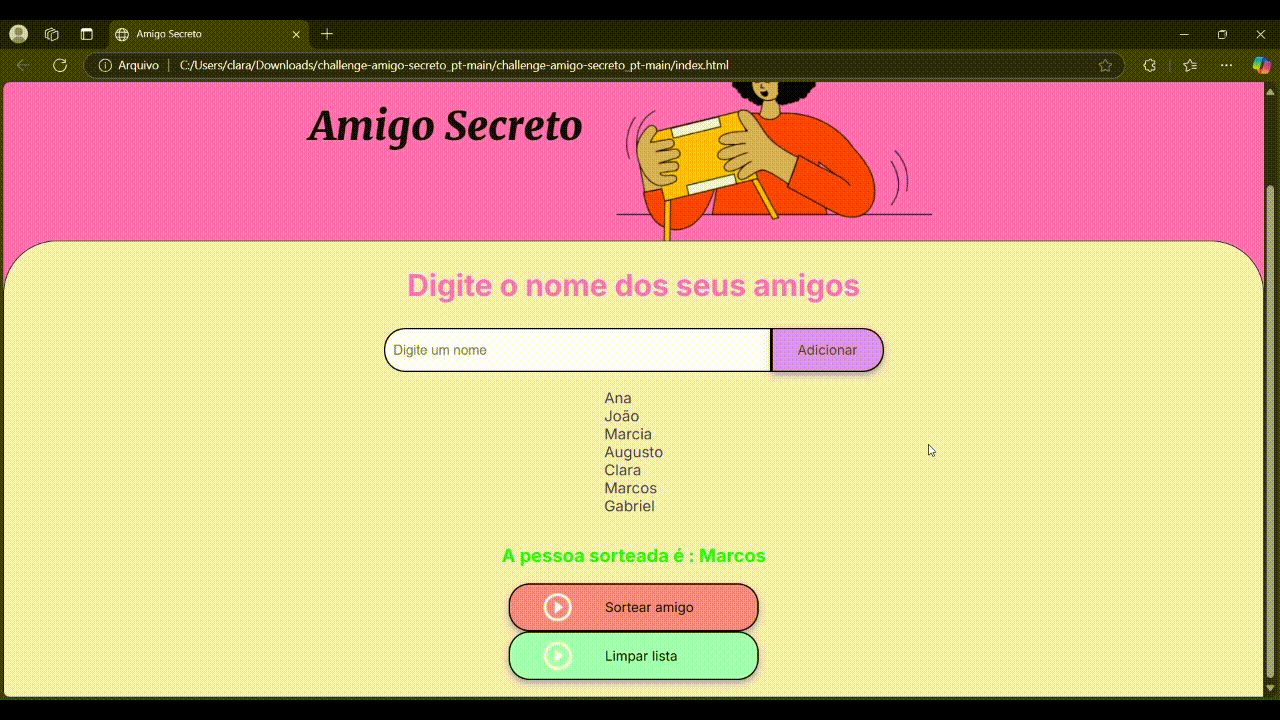 Amigo Secreto
Arquivo
C:/Users/clara/Downloads/challenge-amigo-secreto_pt-main/challenge-amigo-secreto_pt-main/index.html
Amigo Secreto
Digite o nome dos seus amigos
Digite um nome
Adicionar
Ana
João
Marcia
Augusto
Clara
Marcos
Gabriel
A pessoa sorteada é : Marcos
Sortear amigo
Limpar lista